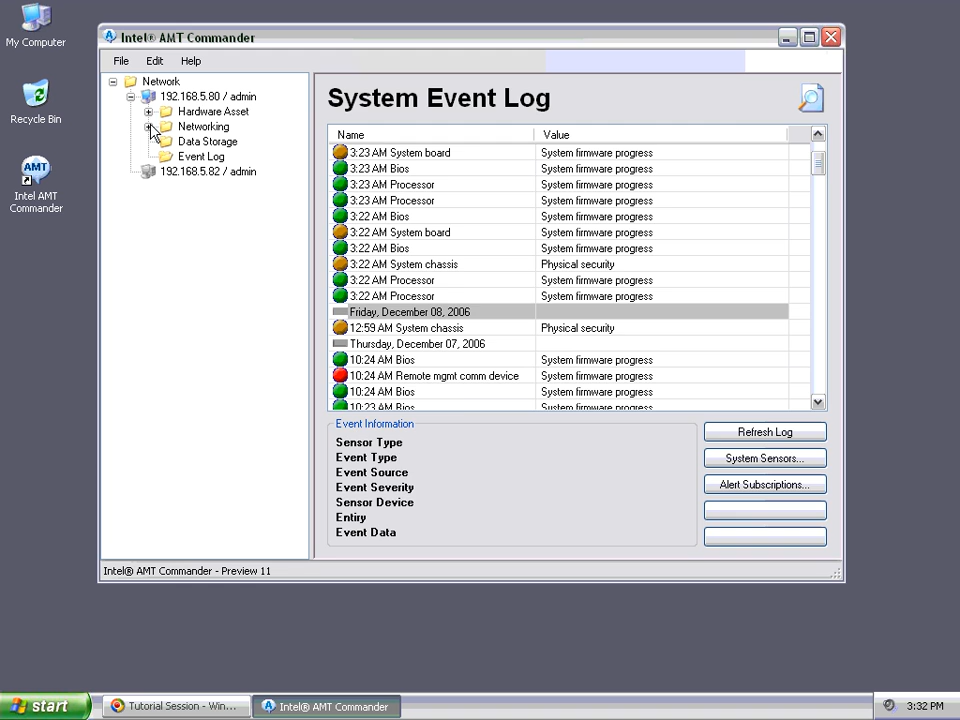 My Computer
Recycle Bin
AMT
Intel AMT
Commander
Intel® AMT Commander
File Edit Help
Network
192.168.5.80 / admin
Hardware Asset
Networking
Data Storage
Event Log
192.168.5.82 / admin
System Event Log
Name Value
3:23 AM System board System firmware progress
3:23 AM Bios System firmware progress
3:23 AM Processor System firmware progress
3:23 AM Processor System firmware progress
3:22 AM Bios System firmware progress
3:22 AM System board System firmware progress
3:22 AM Bios System firmware progress
3:22 AM System chassis Physical security
3:22 AM Processor System firmware progress
3:22 AM Processor System firmware progress
Friday, December 08, 2006
12:59 AM System chassis Physical security
Thursday, December 07, 2006
10:24 AM Bios System firmware progress
10:24 AM Remote mgmt comm device System firmware progress
10:24 AM Bios System firmware progress
10:23 AM Bios System firmware progress
Event Information
Sensor Type
Event Type
Event Source
Event Severity
Sensor Device
Entiry
Event Data
Refresh Log
System Sensors...
Alert Subscriptions...
Intel® AMT Commander - Preview 11
start
Tutorial Session - Win...
Intel® AMT Commander
3:32 PM